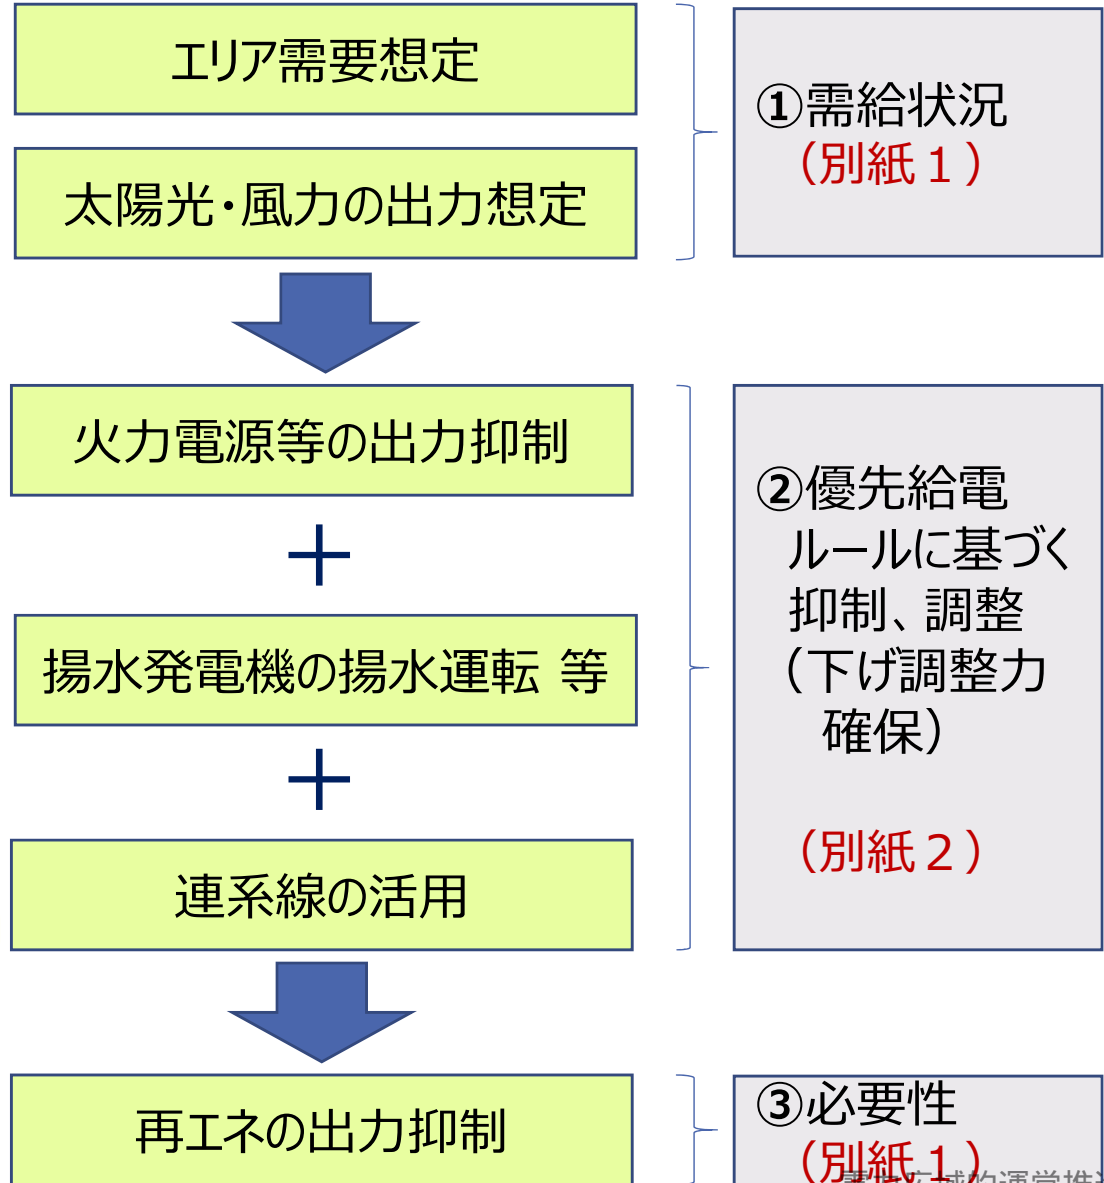 エリア需要想定
太陽光・風力の出力想定
①需給状況
（別紙１）
火力電源等の出力抑制
＋
揚水発電機の揚水運転 等
＋
連系線の活用
②優先給電
ルールに基づく
抑制、調整
（下げ調整力
確保）
（別紙２）
再エネの出力抑制
③必要性
（別紙１）